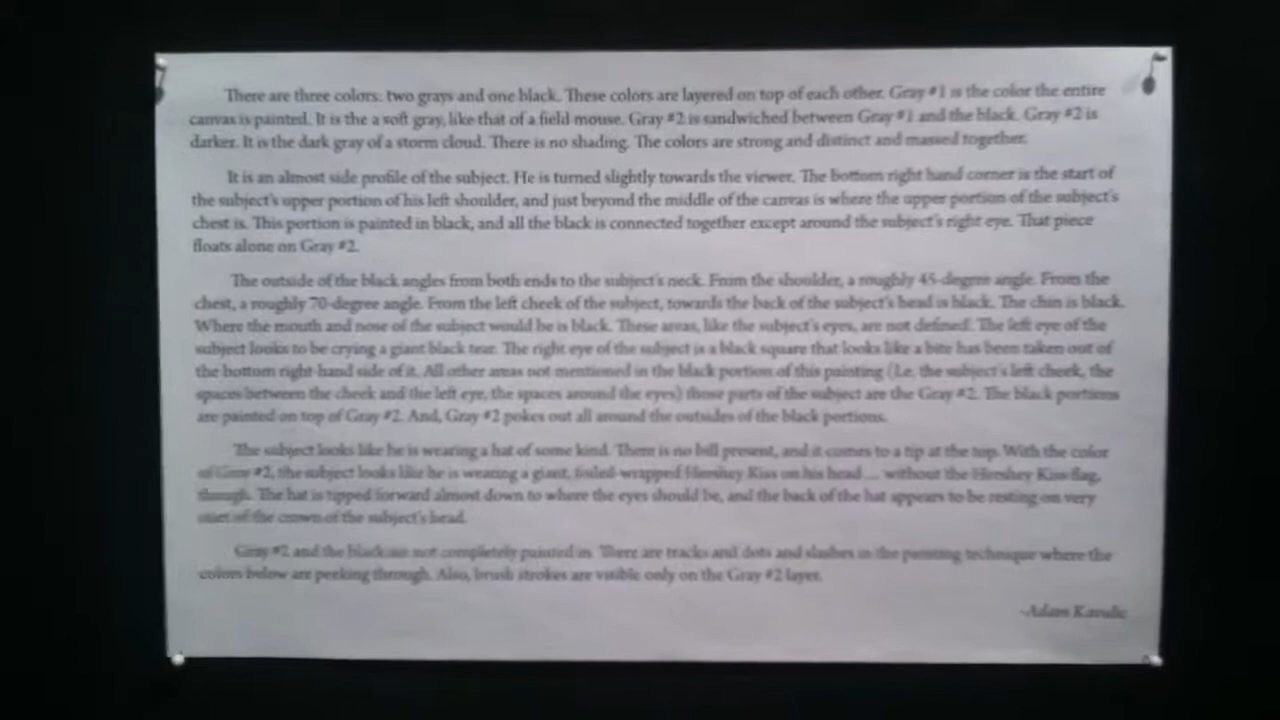 There are three colors: two grays and one black. These colors are layered on top of each other. Gray #1 is the color the entire
canvas is painted. It is the a soft gray, like that of a field mouse. Gray #2 is sandwiched between Gray #1 and the black. Gray #2 is
darker. It is the dark gray of a storm cloud. There is no shading. The colors are strong and distinct and massed together.
It is an almost side profile of the subject. He is turned slightly towards the viewer. The bottom right hand corner is the start of
the subject's upper portion of his left shoulder, and just beyond the middle of the canvas is where the upper portion of the subject's
chest is. This portion is painted in black, and all the black is connected together except around the subject's right eye. That piece
floats alone on Gray #2.
The outside of the black angles from both ends to the subject's neck. From the shoulder, a roughly 45-degree angle. From the
chest, a roughly 70-degree angle. From the left cheek of the subject, towards the back of the subject's head is black. The chin is black.
Where the mouth and nose of the subject would be is black. These areas, like the subject's eyes, are not defined. The left eye of the
subject looks to be crying a giant black tear. The right eye of the subject is a black square that looks like a bite has been taken out of
the bottom right-hand side of it. All other areas not mentioned in the black portion of this painting (i.e. the subject's left cheek, the
spaces between the cheek and the left eye, the spaces around the eyes) those parts of the subject are the Gray #2. The black portions
are painted on top of Gray #2. And, Gray #2 pokes out all around the outsides of the black portions.
The subject looks like he is wearing a hat of some kind. There is no bill present, and it comes to a tip at the top. With the color
of Gray #2, the subject looks like he is wearing a giant, foiled-wrapped Hershey Kiss on his head ... without the Hershey Kiss flag,
though. The hat is tipped forward almost down to where the eyes should be, and the back of the hat appears to be resting on very
start of the crown of the subject's head.
Gray #2 and the black are not completely painted in. There are tracks and dots and slashes in the painting technique where the
colors below are peeking through. Also, brush strokes are visible only on the Gray #2 layer.
-Adam